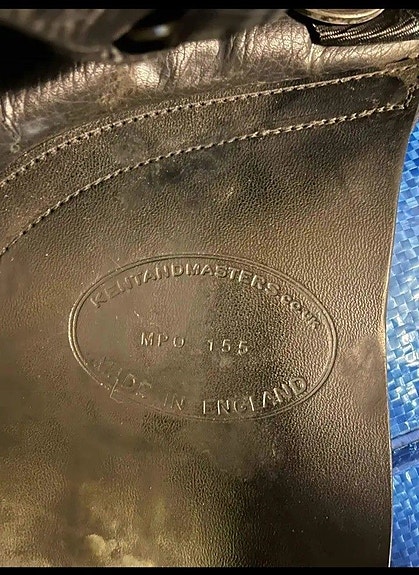 KENTANDMASTERS.co.uk
MPO 155
MADE IN ENGLAND